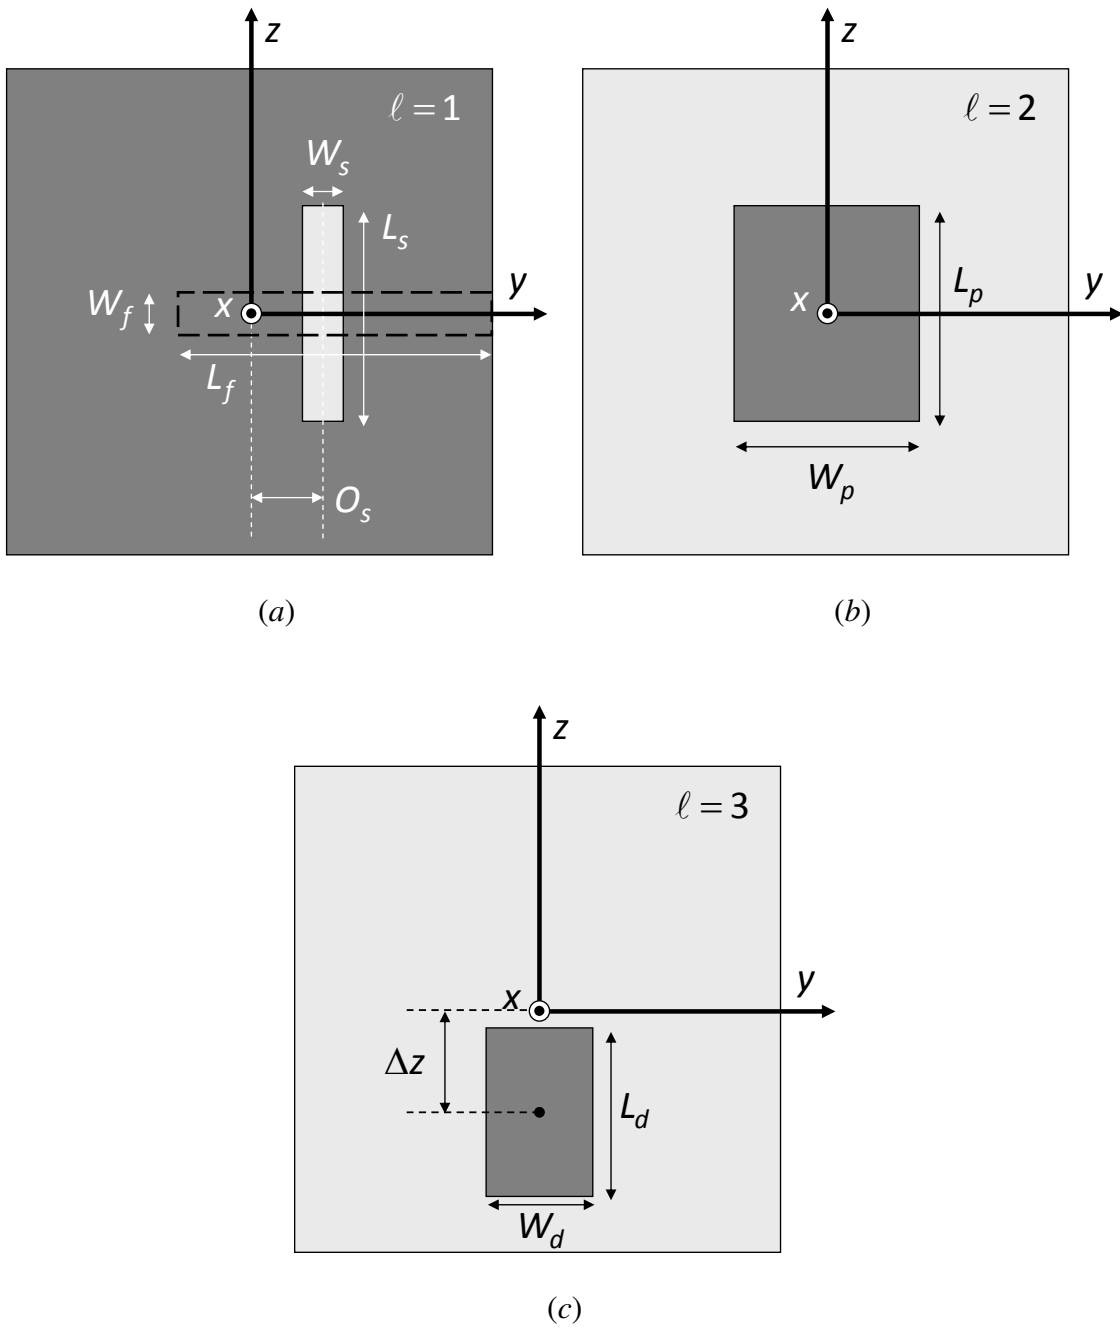 z
ℓ = 1
W_s
L_s
W_f
x
y
L_f
O_s
(a)
z
ℓ = 2
L_p
x
y
W_p
(b)
z
ℓ = 3
x
y
Δz
L_d
W_d
(c)